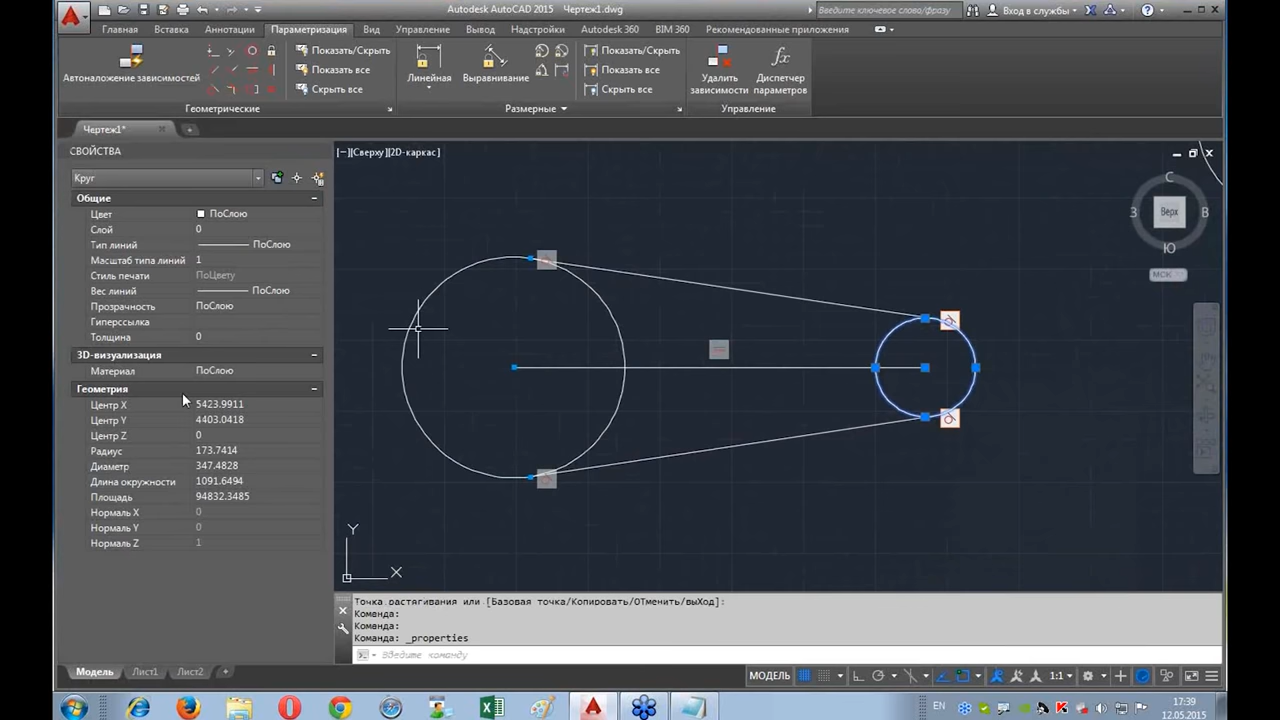 Autodesk AutoCAD 2015 Чертеж1.dwg
Введите ключевое слово/фразу
Вход в службы
Главная Вставка Аннотации Параметризация Вид Управление Вывод Надстройки Autodesk 360 BIM 360 Рекомендованные приложения
Автоналожение зависимостей
Показать/Скрыть
Показать все
Скрыть все
Геометрические
Линейная
Выравнивание
Показать/Скрыть
Показать все
Скрыть все
Размерные
Удалить зависимости
fx
Диспетчер параметров
Управление
Чертеж1*
СВОЙСТВА
Круг
Общие
Цвет ПоСлою
Слой 0
Тип линий ПоСлою
Масштаб типа линий 1
Стиль печати ПоЦвету
Вес линий ПоСлою
Прозрачность ПоСлою
Гиперссылка
Толщина 0
3D-визуализация
Материал ПоСлою
Геометрия
Центр X 5423.9911
Центр Y 4403.0418
Центр Z 0
Радиус 173.7414
Диаметр 347.4828
Длина окружности 1091.6494
Площадь 94832.3485
Нормаль X 0
Нормаль Y 0
Нормаль Z 1
[−][Сверху][2D-каркас]
С
З Верх В
Ю
МСК
Y
X
Точка растягивания или [Базовая точка/Копировать/ОТменить/выХод]:
Команда:
Команда:
Команда: _properties
Введите команду
Модель Лист1 Лист2 +
МОДЕЛЬ
1:1
EN
17:39
12.05.2015